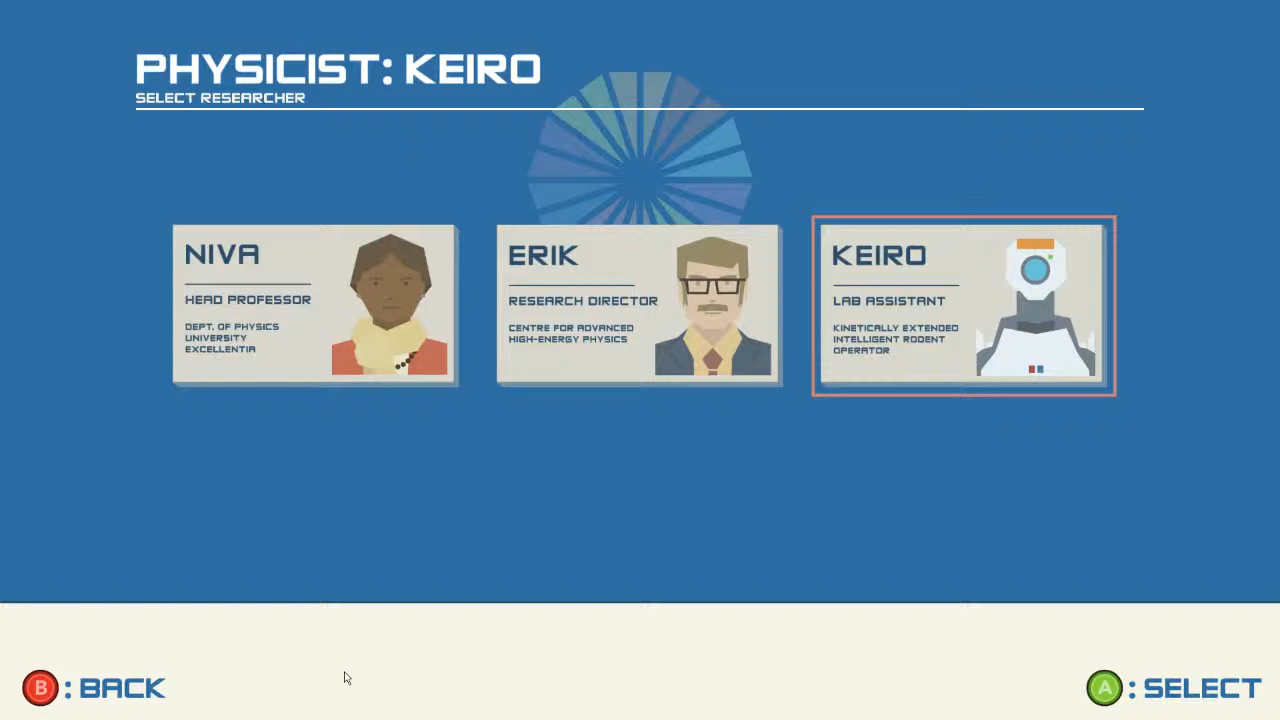 PHYSICIST: KEIRO
SELECT RESEARCHER
NIVA
HEAD PROFESSOR
DEPT. OF PHYSICS
UNIVERSITY
EXCELLENTIA
ERIK
RESEARCH DIRECTOR
CENTRE FOR ADVANCED
HIGH-ENERGY PHYSICS
KEIRO
LAB ASSISTANT
KINETICALLY EXTENDED
INTELLIGENT RODENT
OPERATOR
B : BACK
A : SELECT